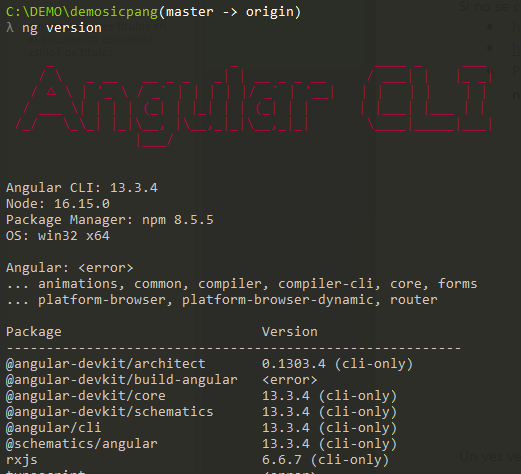 C:\DEMO\demosicpang(master -> origin)
λ ng version
Angular CLI
Angular CLI: 13.3.4
Node: 16.15.0
Package Manager: npm 8.5.5
OS: win32 x64
Angular: <error>
... animations, common, compiler, compiler-cli, core, forms
... platform-browser, platform-browser-dynamic, router
Package Version
------------------------------------------------------
@angular-devkit/architect 0.1303.4 (cli-only)
@angular-devkit/build-angular <error>
@angular-devkit/core 13.3.4 (cli-only)
@angular-devkit/schematics 13.3.4 (cli-only)
@angular/cli 13.3.4 (cli-only)
@schematics/angular 13.3.4 (cli-only)
rxjs 6.6.7 (cli-only)
typescript <error>